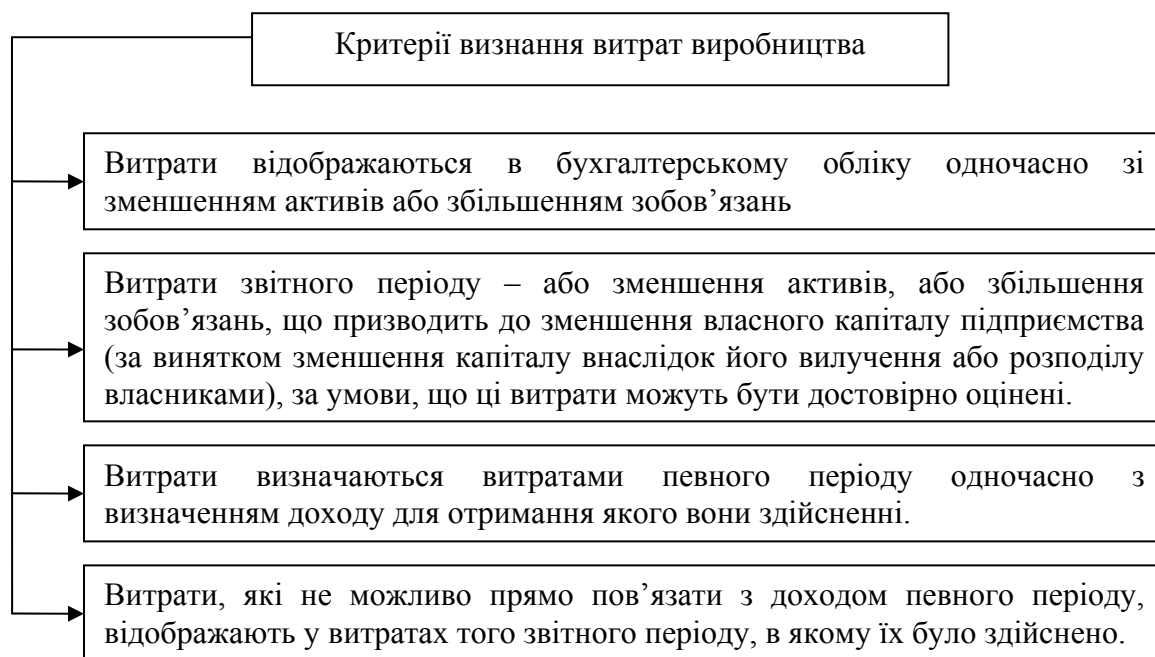 Критерії визнання витрат виробництва
Витрати відображаються в бухгалтерському обліку одночасно зі
зменшенням активів або збільшенням зобов’язань
Витрати звітного періоду – або зменшення активів, або збільшення
зобов’язань, що призводить до зменшення власного капіталу підприємства
(за винятком зменшення капіталу внаслідок його вилучення або розподілу
власниками), за умови, що ці витрати можуть бути достовірно оцінені.
Витрати визначаються витратами певного періоду одночасно з
визначенням доходу для отримання якого вони здійсненні.
Витрати, які не можливо прямо пов’язати з доходом певного періоду,
відображають у витратах того звітного періоду, в якому їх було здійснено.